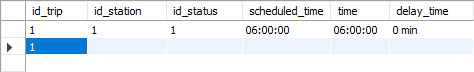 id_trip id_station id_status scheduled_time time delay_time
1 1 1 06:00:00 06:00:00 0 min
1